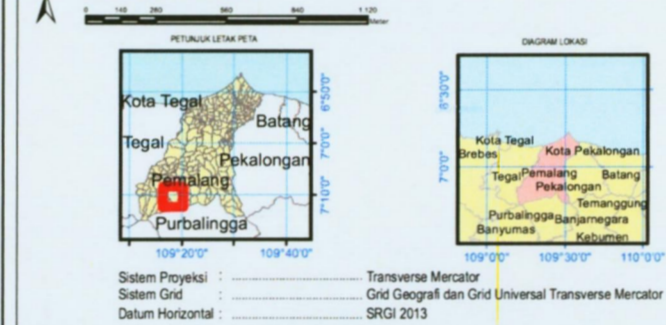 0 140 280 560 840 1.120
Meter
PETUNJUK LETAK PETA
Kota Tegal
Batang
Tegal
Pekalongan
Pemalang
Purbalingga
6°50'0"
7°0'0"
7°10'0"
109°20'0" 109°40'0"
DIAGRAM LOKASI
6°30'0"
7°0'0"
Kota Tegal
Brebes
Kota Pekalongan
Tegal
Pemalang
Batang
Pekalongan
Temanggung
Purbalingga
Banjarnegara
Banyumas
Kebumen
109°0'0" 109°30'0" 110°0'0"
Sistem Proyeksi : .......................................... Transverse Mercator
Sistem Grid : .......................................... Grid Geografi dan Grid Universal Transverse Mercator
Datum Horizontal : .......................................... SRGI 2013